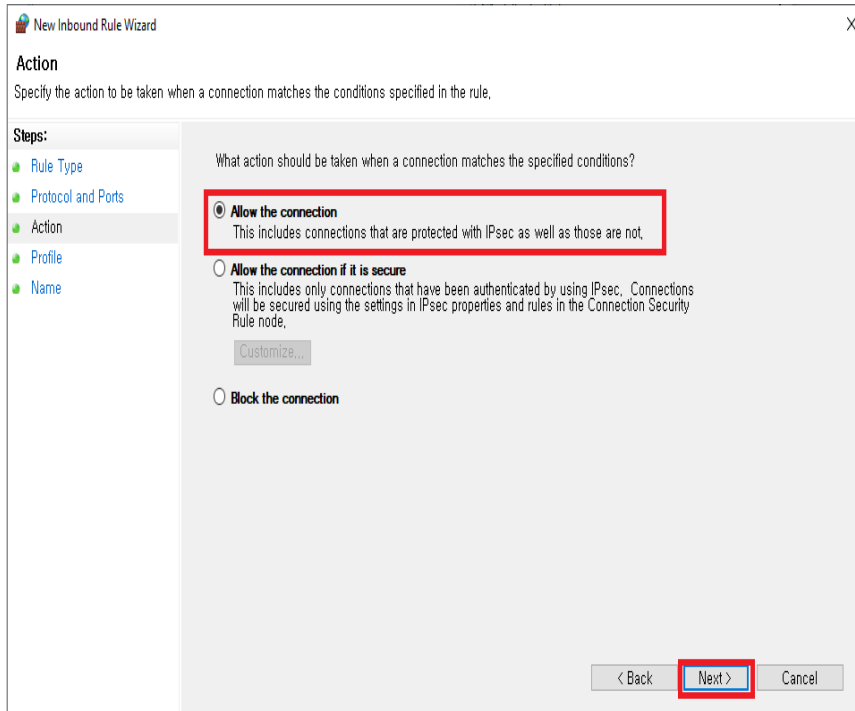 New Inbound Rule Wizard
X
Action
Specify the action to be taken when a connection matches the conditions specified in the rule.
Steps:
Rule Type
Protocol and Ports
Action
Profile
Name
What action should be taken when a connection matches the specified conditions?
Allow the connection
This includes connections that are protected with IPsec as well as those are not.
Allow the connection if it is secure
This includes only connections that have been authenticated by using IPsec. Connections
will be secured using the settings in IPsec properties and rules in the Connection Security
Rule node.
Customize...
Block the connection
< Back
Next >
Cancel